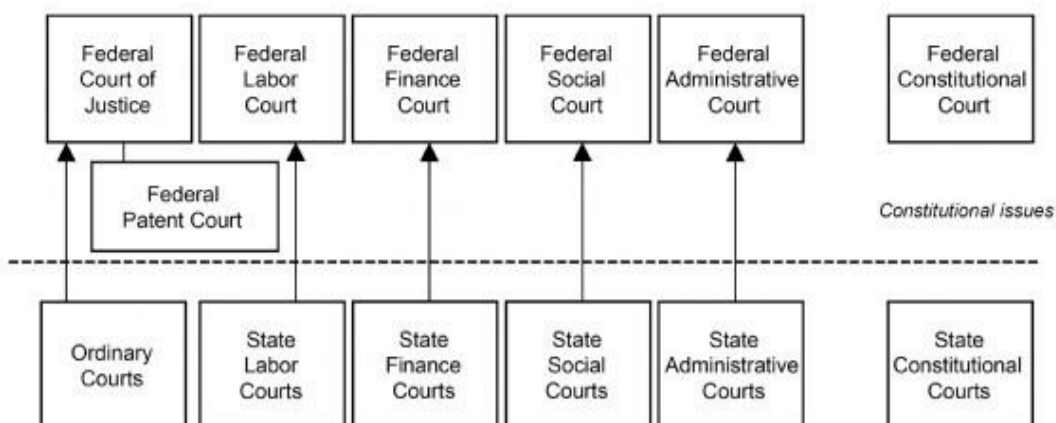 Federal
Court of
Justice
Federal
Labor
Court
Federal
Finance
Court
Federal
Social
Court
Federal
Administrative
Court
Federal
Constitutional
Court
Federal
Patent Court
Constitutional issues
Ordinary
Courts
State
Labor
Courts
State
Finance
Courts
State
Social
Courts
State
Administrative
Courts
State
Constitutional
Courts